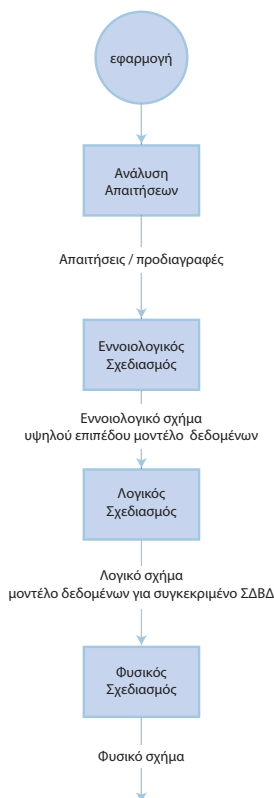 εφαρμογή
Ανάλυση
Απαιτήσεων
Απαιτήσεις / προδιαγραφές
Εννοιολογικός
Σχεδιασμός
Εννοιολογικό σχήμα
υψηλού επιπέδου μοντέλο δεδομένων
Λογικός
Σχεδιασμός
Λογικό σχήμα
μοντέλο δεδομένων για συγκεκριμένο ΣΔΒΔ
Φυσικός
Σχεδιασμός
Φυσικό σχήμα